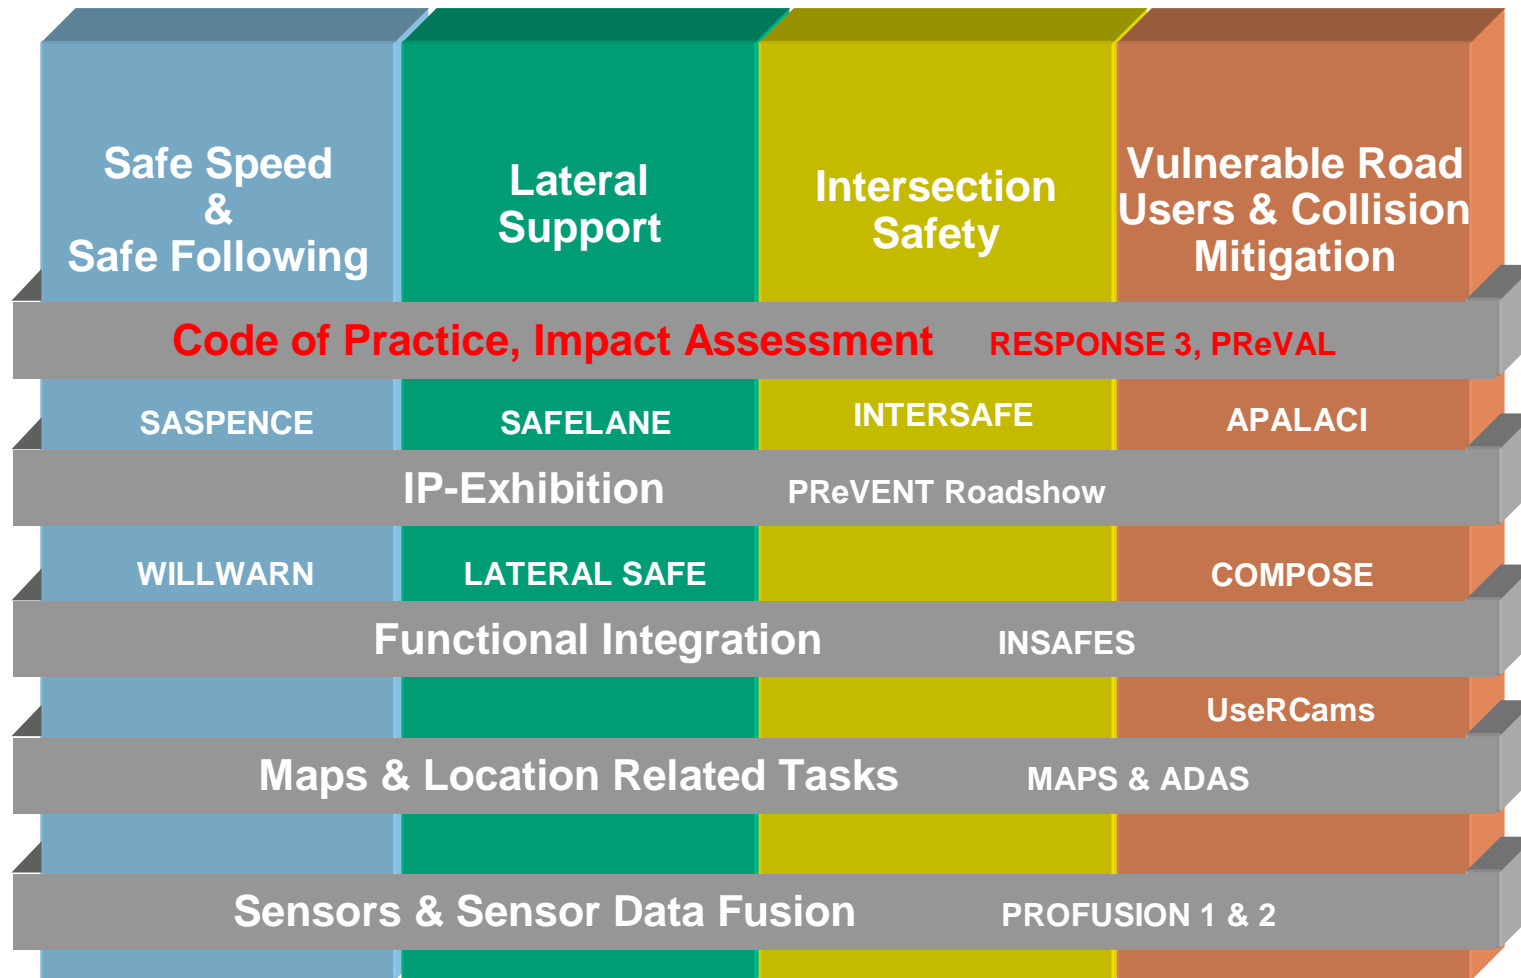 Safe Speed
&
Safe Following
Lateral
Support
Intersection
Safety
Vulnerable Road
Users & Collision
Mitigation
Code of Practice, Impact Assessment RESPONSE 3, PReVAL
SASPENCE SAFELANE INTERSAFE APALACI
IP-Exhibition PReVENT Roadshow
WILLWARN LATERAL SAFE COMPOSE
Functional Integration INSAFES
UseRCams
Maps & Location Related Tasks MAPS & ADAS
Sensors & Sensor Data Fusion PROFUSION 1 & 2